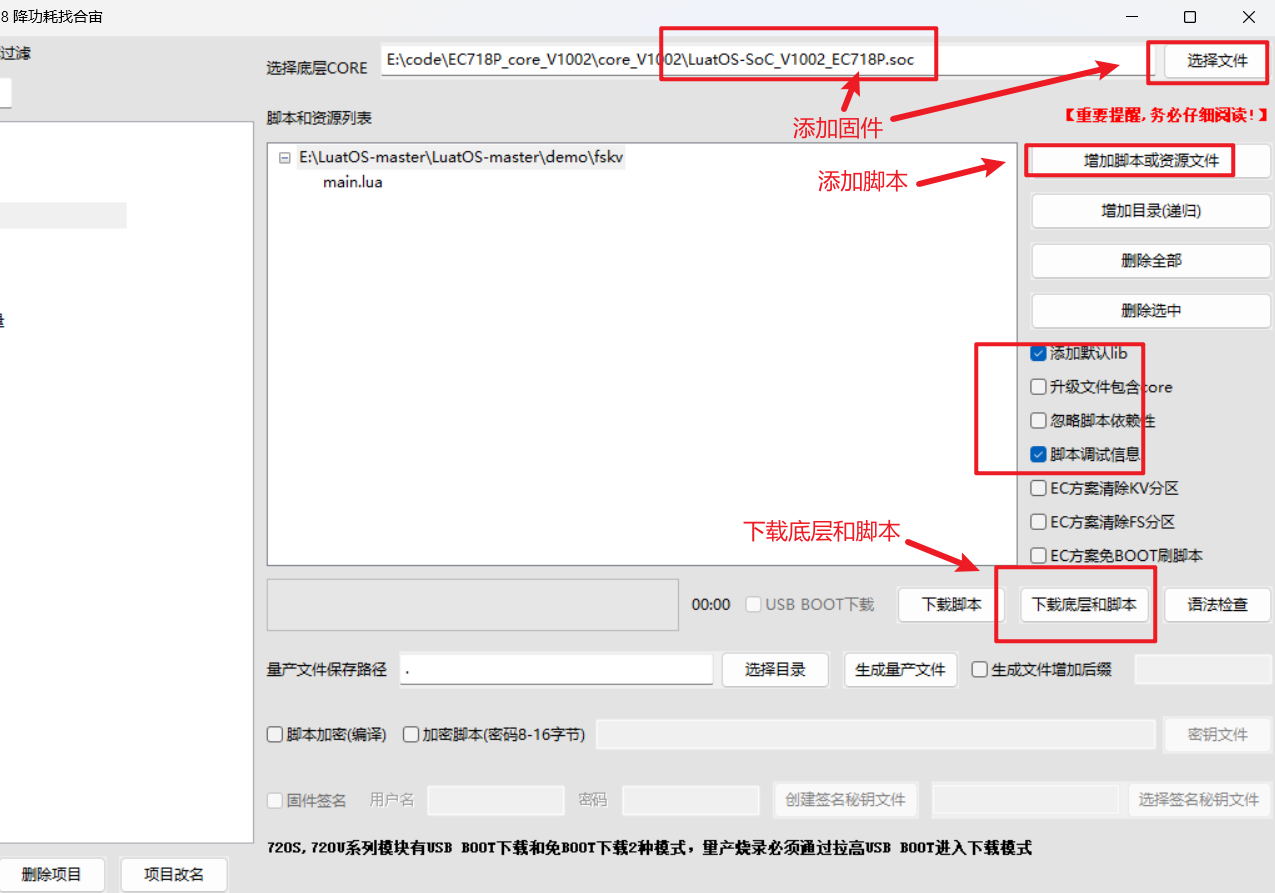 8 降功耗找合宙
过滤
选择底层CORE
E:\code\EC718P_core_V1002\core_V1002\LuatOS-SoC_V1002_EC718P.soc
选择文件
添加固件
脚本和资源列表
【重要提醒,务必仔细阅读!】
E:\LuatOS-master\LuatOS-master\demo\fskv
main.lua
添加脚本
增加脚本或资源文件
增加目录(递归)
删除全部
删除选中
添加默认lib
升级文件包含core
忽略脚本依赖性
脚本调试信息
EC方案清除KV分区
EC方案清除FS分区
EC方案免BOOT刷脚本
下载底层和脚本
00:00
USB BOOT下载
下载脚本
下载底层和脚本
语法检查
量产文件保存路径
.
选择目录
生成量产文件
生成文件增加后缀
脚本加密(编译)
加密脚本(密码8-16字节)
密钥文件
固件签名
用户名
密码
创建签名秘钥文件
选择签名秘钥文件
720S,720U系列模块有USB BOOT下载和免BOOT下载2种模式，量产烧录必须通过拉高USB BOOT进入下载模式
删除项目
项目改名